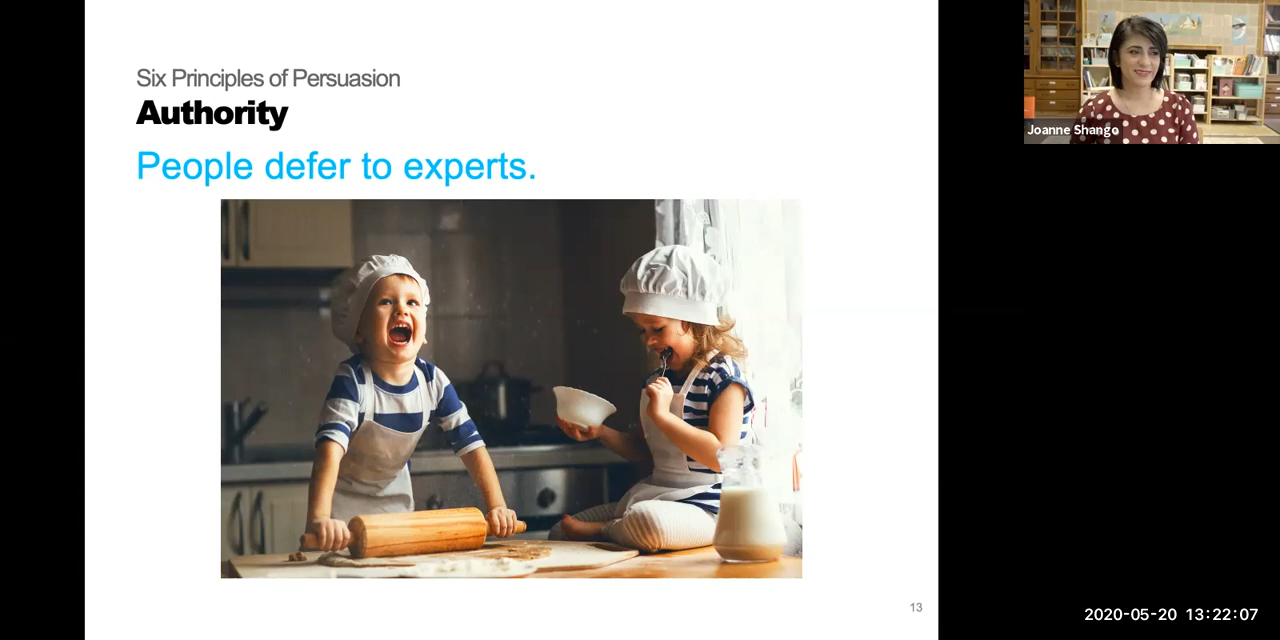 Six Principles of Persuasion
Authority
People defer to experts.
Joanne Shango
13
2020-05-20 13:22:07